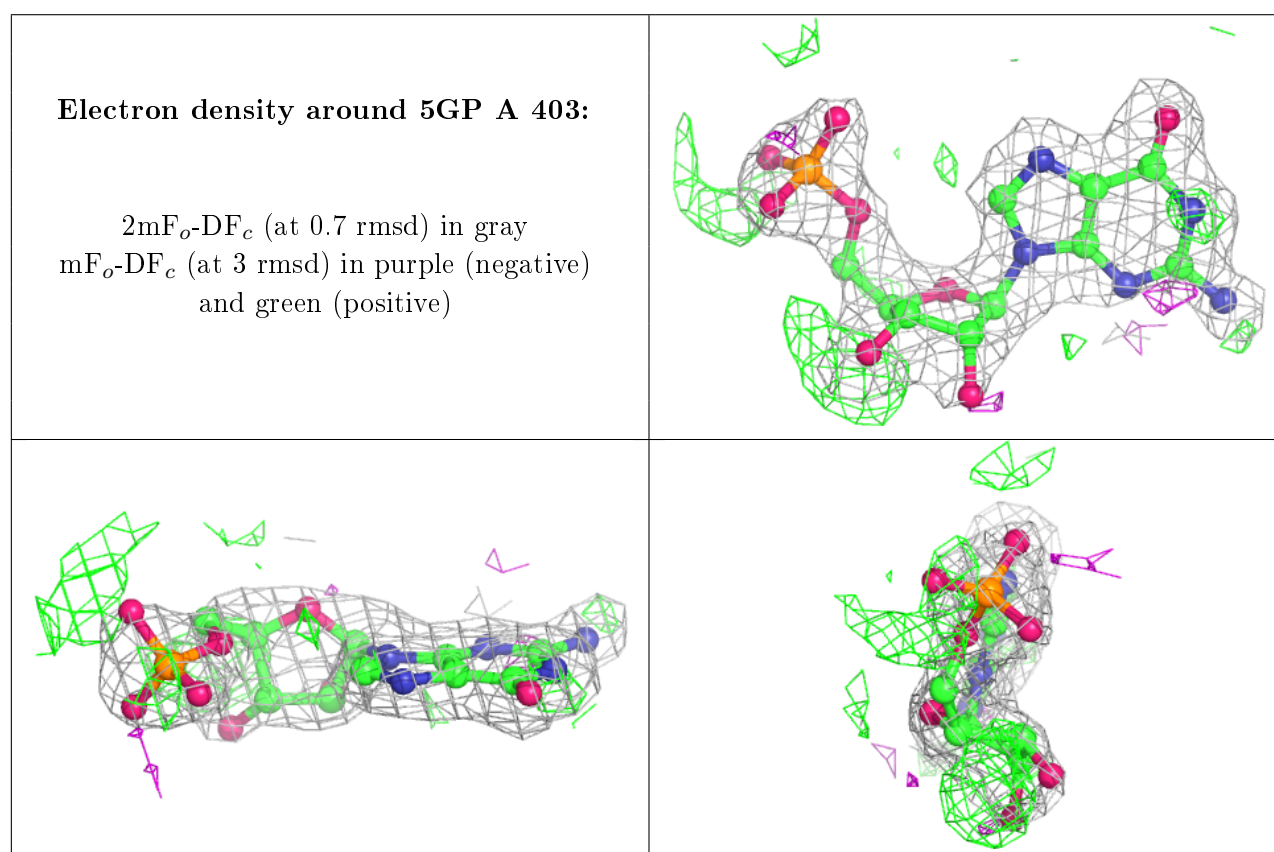 Electron density around 5GP A 403:
2mFo-DFc (at 0.7 rmsd) in gray
mFo-DFc (at 3 rmsd) in purple (negative)
and green (positive)